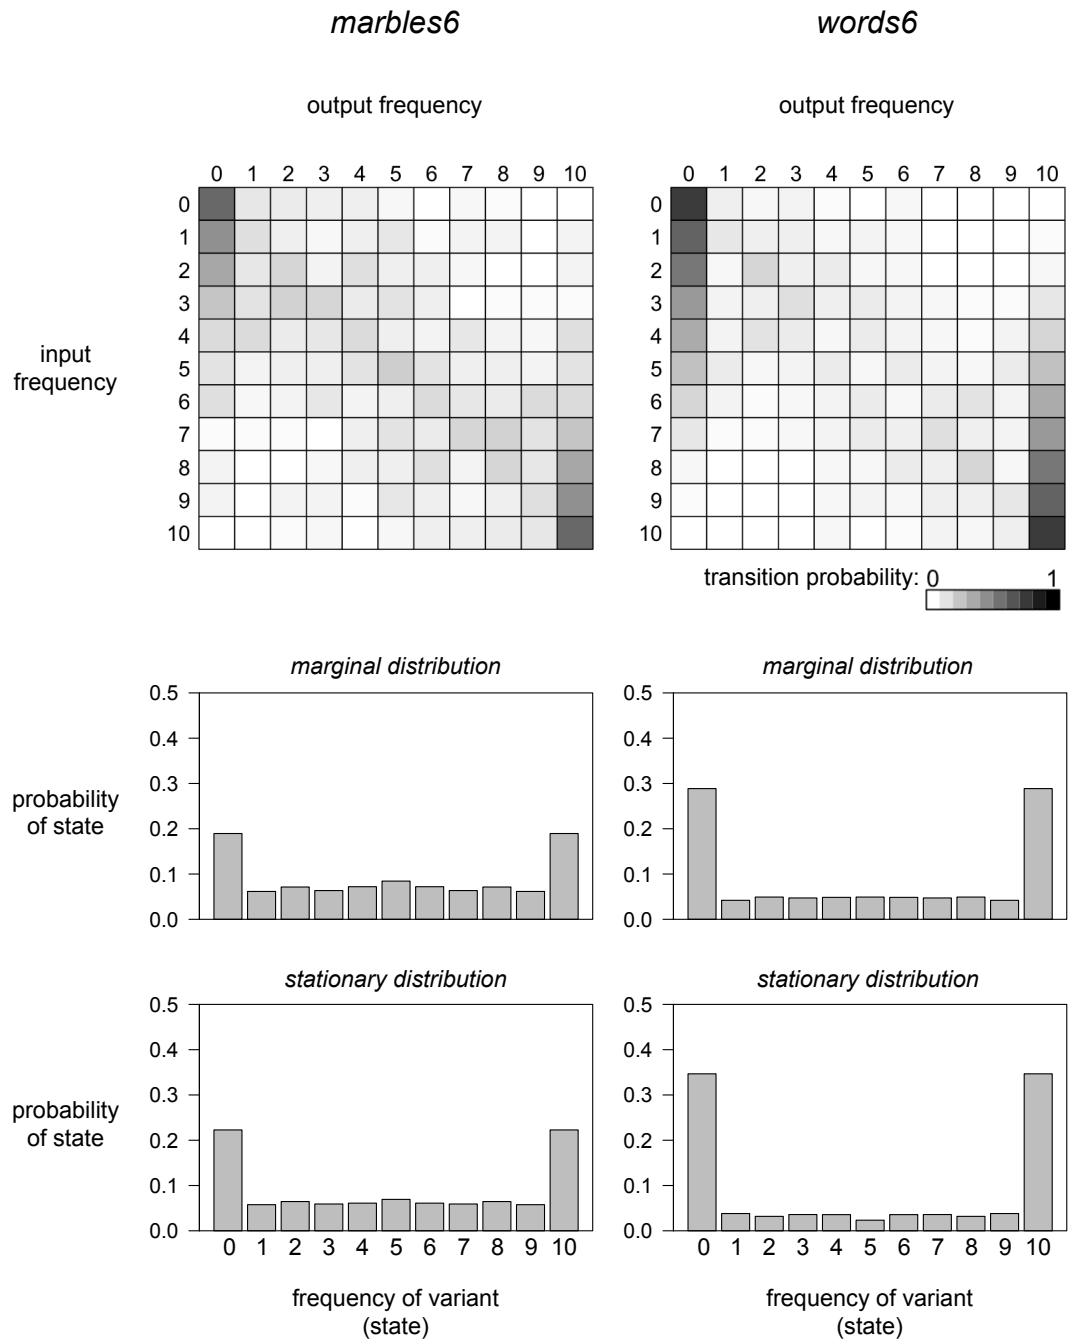 marbles6 words6
output frequency output frequency
0 1 2 3 4 5 6 7 8 9 10 0 1 2 3 4 5 6 7 8 9 10
0 0
1 1
2 2
3 3
4 4
input
frequency
5 5
6 6
7 7
8 8
9 9
10 10
transition probability: 0 1
marginal distribution marginal distribution
0.5 0.5
0.4 0.4
0.3 0.3
probability
of state
0.2 0.2
0.1 0.1
0.0 0.0
stationary distribution stationary distribution
0.5 0.5
0.4 0.4
0.3 0.3
probability
of state
0.2 0.2
0.1 0.1
0.0 0.0
0 1 2 3 4 5 6 7 8 9 10 0 1 2 3 4 5 6 7 8 9 10
frequency of variant frequency of variant
(state) (state)